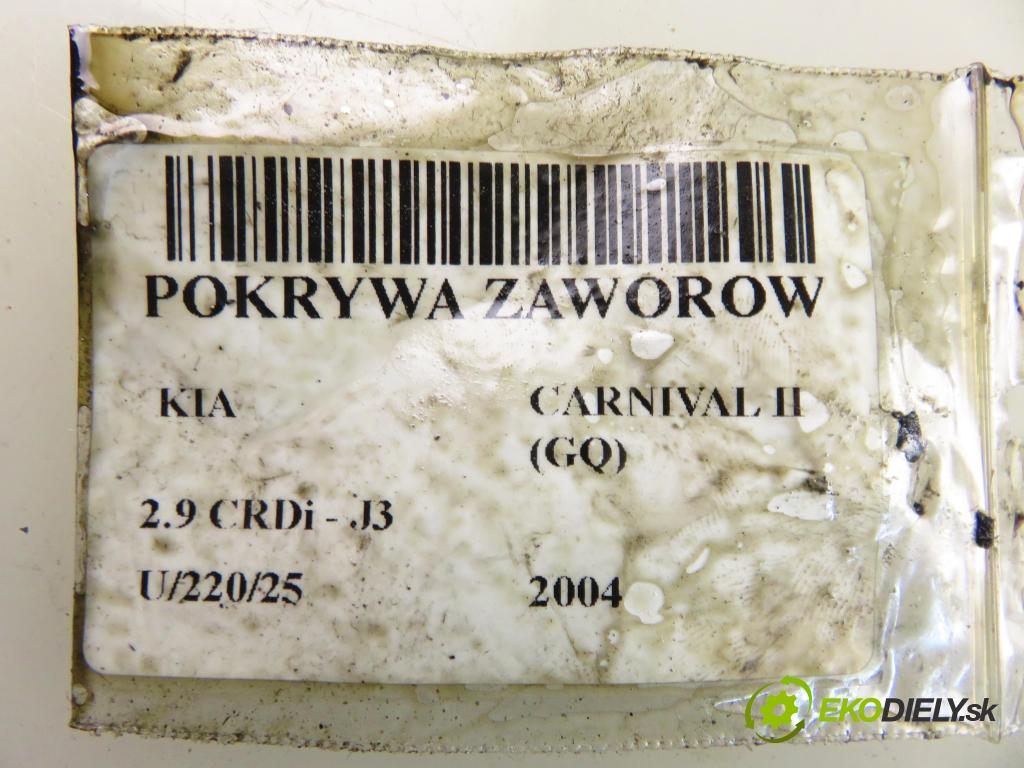 POKRYWA ZAWOROW
KIA CARNIVAL II
(GQ)
2.9 CRDi - J3
U/220/25 2004
EKODIELY.sk